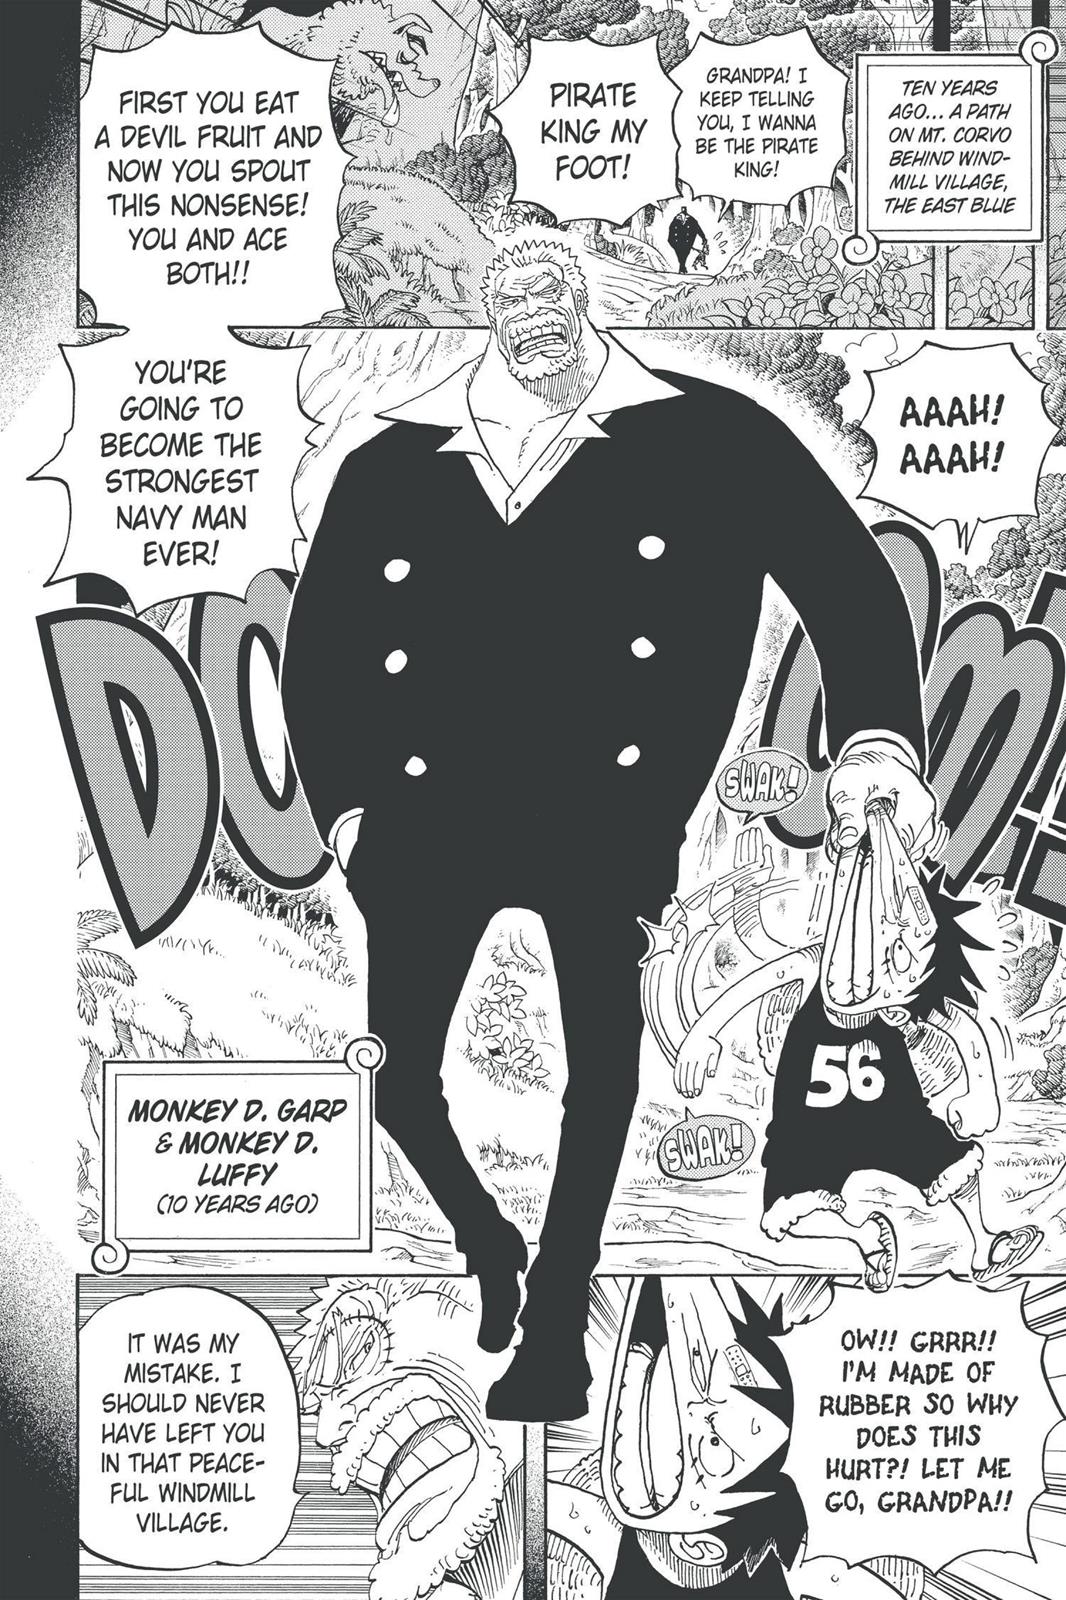 TEN YEARS
AGO... A PATH
ON MT. CORVO
BEHIND WIND-
MILL VILLAGE,
THE EAST BLUE
GRANDPA! I
KEEP TELLING
YOU, I WANNA
BE THE PIRATE
KING!
PIRATE
KING MY
FOOT!
FIRST YOU EAT
A DEVIL FRUIT AND
NOW YOU SPOUT
THIS NONSENSE!
YOU AND ACE
BOTH!!
AAAH!
AAAH!
YOU'RE
GOING TO
BECOME THE
STRONGEST
NAVY MAN
EVER!
DOOM!!
SWAK!
SWAK!
56
MONKEY D. GARP
& MONKEY D.
LUFFY
(10 YEARS AGO)
OW!! GRRR!!
I'M MADE OF
RUBBER SO WHY
DOES THIS
HURT?! LET ME
GO, GRANDPA!!
IT WAS MY
MISTAKE. I
SHOULD NEVER
HAVE LEFT YOU
IN THAT PEACE-
FUL WINDMILL
VILLAGE.